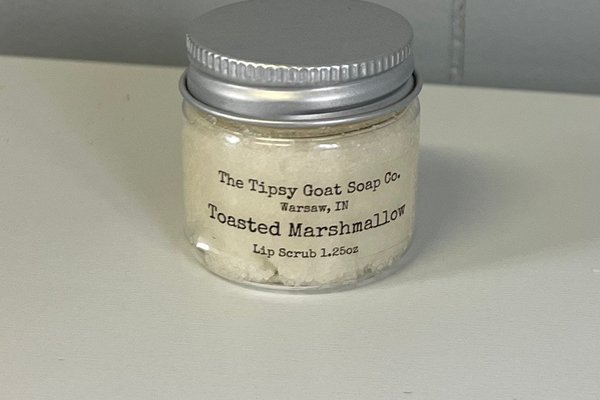 The Tipsy Goat Soap Co.
Warsaw, IN
Toasted Marshmallow
Lip Scrub 1.25oz